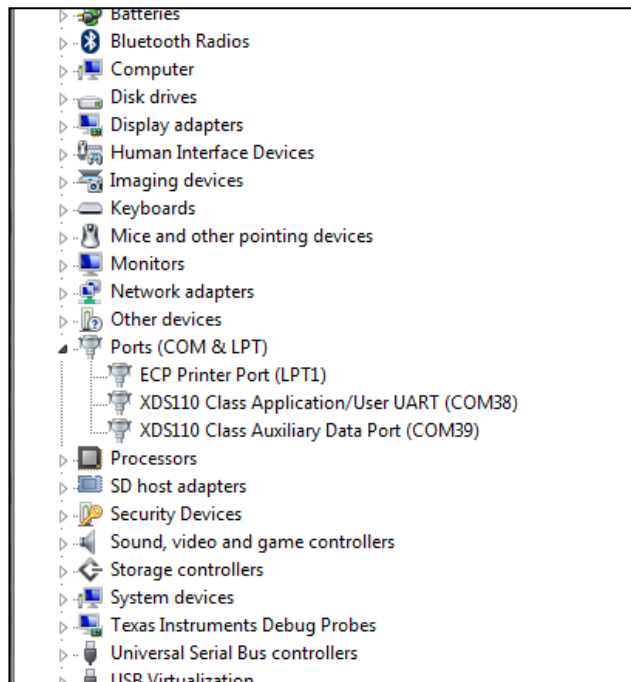 Batteries
Bluetooth Radios
Computer
Disk drives
Display adapters
Human Interface Devices
Imaging devices
Keyboards
Mice and other pointing devices
Monitors
Network adapters
Other devices
Ports (COM & LPT)
ECP Printer Port (LPT1)
XDS110 Class Application/User UART (COM38)
XDS110 Class Auxiliary Data Port (COM39)
Processors
SD host adapters
Security Devices
Sound, video and game controllers
Storage controllers
System devices
Texas Instruments Debug Probes
Universal Serial Bus controllers
USB Virtualization